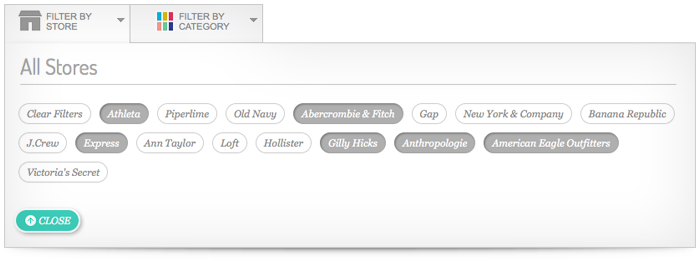 FILTER BY
STORE
FILTER BY
CATEGORY
All Stores
Clear Filters Athleta Piperlime Old Navy Abercrombie & Fitch Gap New York & Company Banana Republic
J.Crew Express Ann Taylor Loft Hollister Gilly Hicks Anthropologie American Eagle Outfitters
Victoria's Secret
CLOSE